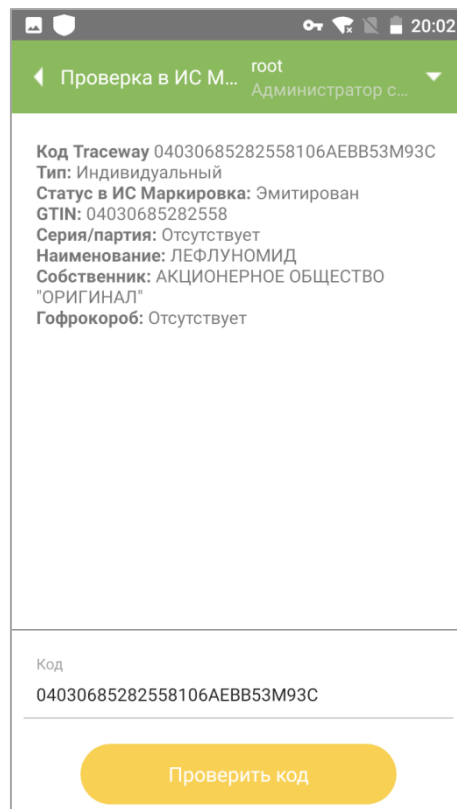 20:02
Проверка в ИС М...
root
Администратор с...
Код Traceway 04030685282558106AEBB53M93C
Тип: Индивидуальный
Статус в ИС Маркировка: Эмитирован
GTIN: 04030685282558
Серия/партия: Отсутствует
Наименование: ЛЕФЛУНОМИД
Собственник: АКЦИОНЕРНОЕ ОБЩЕСТВО
"ОРИГИНАЛ"
Гофрокороб: Отсутствует
Код
04030685282558106AEBB53M93C
Проверить код